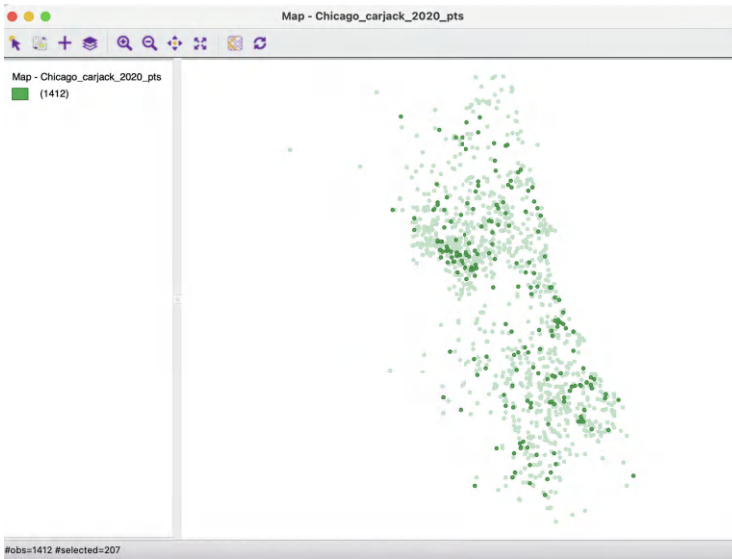 Map - Chicago_carjack_2020_pts
Map - Chicago_carjack_2020_pts
(1412)
#obs=1412 #selected=207